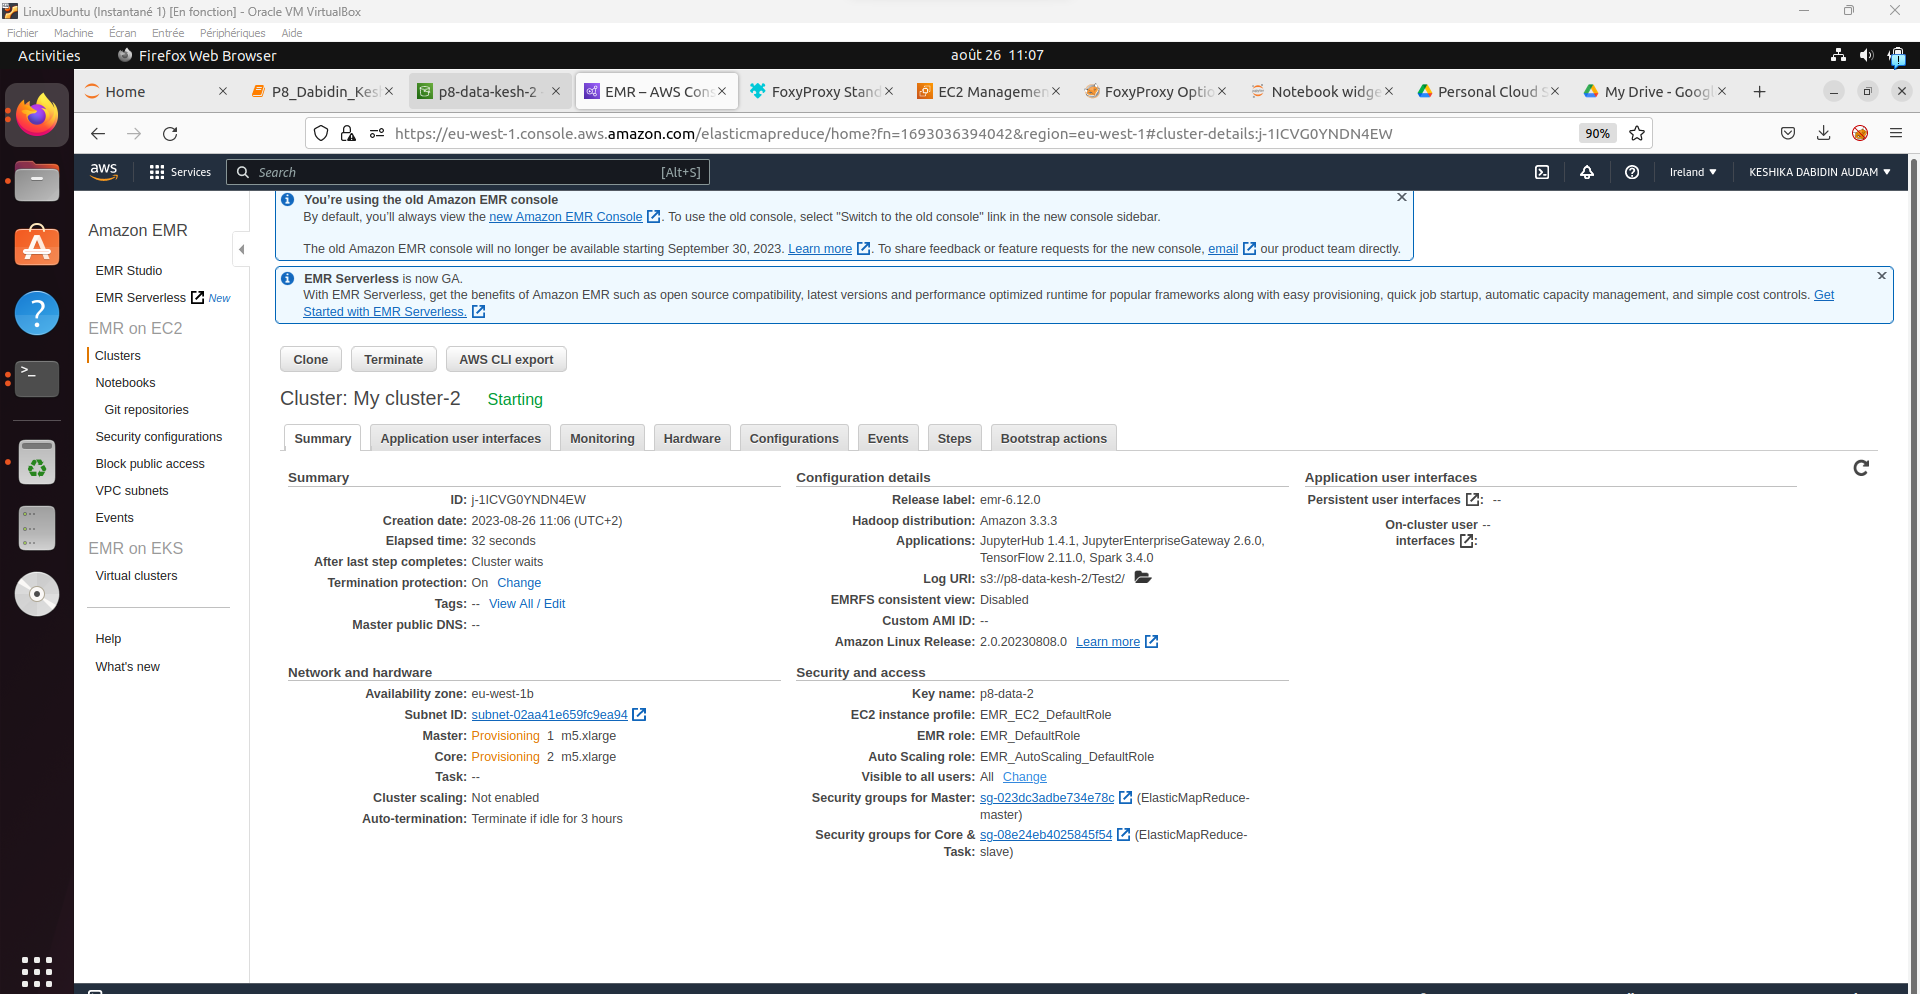 LinuxUbuntu (Instantané 1) [En fonction] - Oracle VM VirtualBox
Fichier Machine Écran Entrée Périphériques Aide
Activities Firefox Web Browser août 26 11:07
Home P8_Dabidin_Kes p8-data-kesh-2 EMR – AWS Cons FoxyProxy Stand EC2 Managemen FoxyProxy Optio Notebook widge Personal Cloud S My Drive - Googl
https://eu-west-1.console.aws.amazon.com/elasticmapreduce/home?fn=1693036394042&region=eu-west-1#cluster-details:j-1ICVG0YNDN4EW 90%
aws Services Search [Alt+S] Ireland KESHIKA DABIDIN AUDAM
Amazon EMR
EMR Studio
EMR Serverless New
EMR on EC2
Clusters
Notebooks
Git repositories
Security configurations
Block public access
VPC subnets
Events
EMR on EKS
Virtual clusters
Help
What's new
You're using the old Amazon EMR console
By default, you'll always view the new Amazon EMR Console . To use the old console, select "Switch to the old console" link in the new console sidebar.
The old Amazon EMR console will no longer be available starting September 30, 2023. Learn more . To share feedback or feature requests for the new console, email our product team directly.
EMR Serverless is now GA.
With EMR Serverless, get the benefits of Amazon EMR such as open source compatibility, latest versions and performance optimized runtime for popular frameworks along with easy provisioning, quick job startup, automatic capacity management, and simple cost controls. Get
Started with EMR Serverless.
Clone Terminate AWS CLI export
Cluster: My cluster-2 Starting
Summary Application user interfaces Monitoring Hardware Configurations Events Steps Bootstrap actions
Summary
ID: j-1ICVG0YNDN4EW
Creation date: 2023-08-26 11:06 (UTC+2)
Elapsed time: 32 seconds
After last step completes: Cluster waits
Termination protection: On Change
Tags: -- View All / Edit
Master public DNS: --
Configuration details
Release label: emr-6.12.0
Hadoop distribution: Amazon 3.3.3
Applications: JupyterHub 1.4.1, JupyterEnterpriseGateway 2.6.0,
TensorFlow 2.11.0, Spark 3.4.0
Log URI: s3://p8-data-kesh-2/Test2/
EMRFS consistent view: Disabled
Custom AMI ID: --
Amazon Linux Release: 2.0.20230808.0 Learn more
Application user interfaces
Persistent user interfaces : --
On-cluster user --
interfaces :
Network and hardware
Availability zone: eu-west-1b
Subnet ID: subnet-02aa41e659fc9ea94
Master: Provisioning 1 m5.xlarge
Core: Provisioning 2 m5.xlarge
Task: --
Cluster scaling: Not enabled
Auto-termination: Terminate if idle for 3 hours
Security and access
Key name: p8-data-2
EC2 instance profile: EMR_EC2_DefaultRole
EMR role: EMR_DefaultRole
Auto Scaling role: EMR_AutoScaling_DefaultRole
Visible to all users: All Change
Security groups for Master: sg-023dc3adbe734e78c (ElasticMapReduce-
master)
Security groups for Core & sg-08e24eb4025845f54 (ElasticMapReduce-
Task: slave)